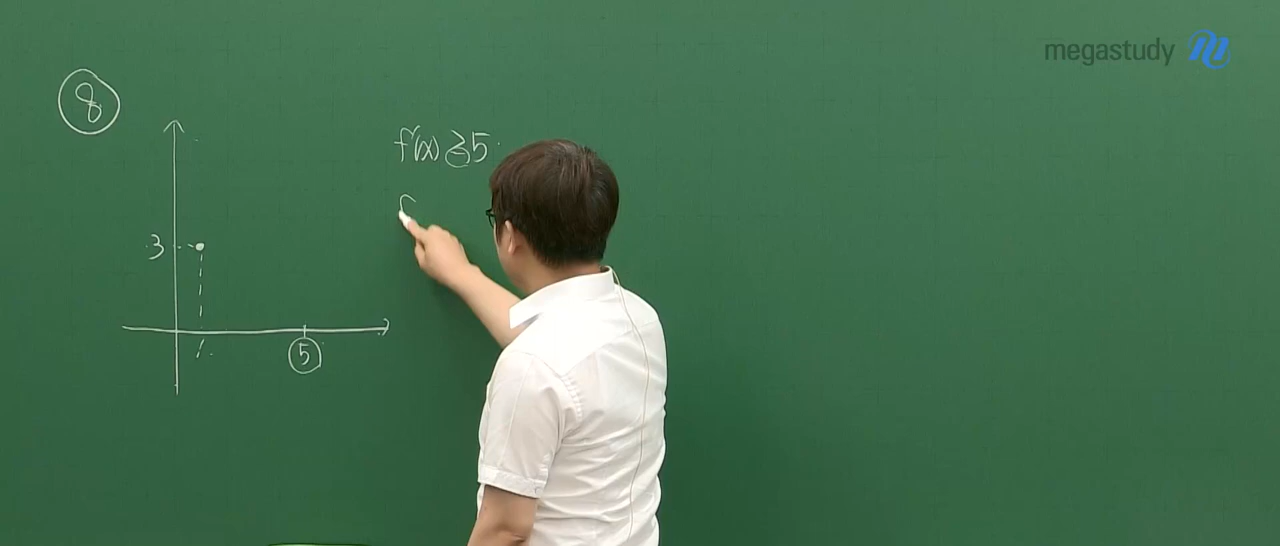 megastudy
⑧
f'(x) ≥ 5
3
1
⑤